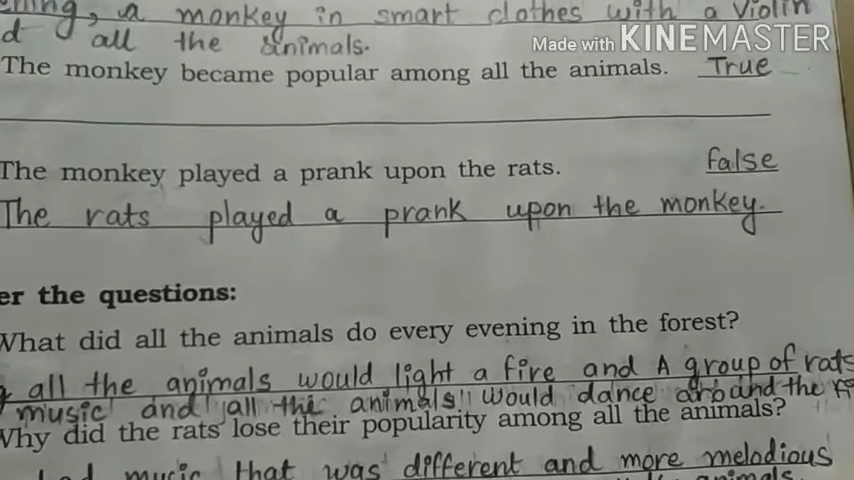 ening, a monkey in smart clothes with a violin
d all the animals.
Made with KINEMASTER
The monkey became popular among all the animals. True
The monkey played a prank upon the rats. false
The rats played a prank upon the monkey.
er the questions:
What did all the animals do every evening in the forest?
all the animals would light a fire and A group of rats
music and all the animals would dance around the
Why did the rats lose their popularity among all the animals?
music that was different and more melodious
animals.